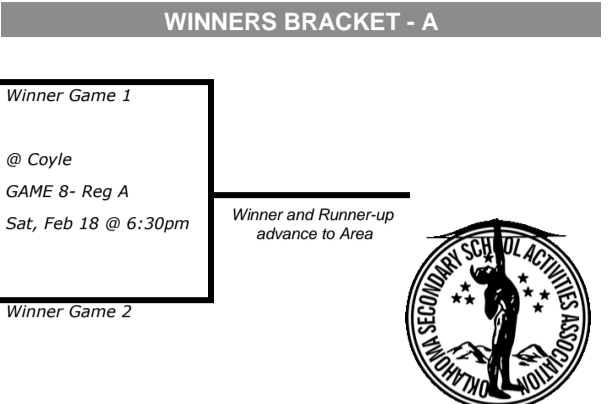 WINNERS BRACKET - A
Winner Game 1
@ Coyle
GAME 8- Reg A
Sat, Feb 18 @ 6:30pm
Winner and Runner-up
advance to Area
Winner Game 2
OKLAHOMA SECONDARY SCHOOL ACTIVITIES ASSOCIATION